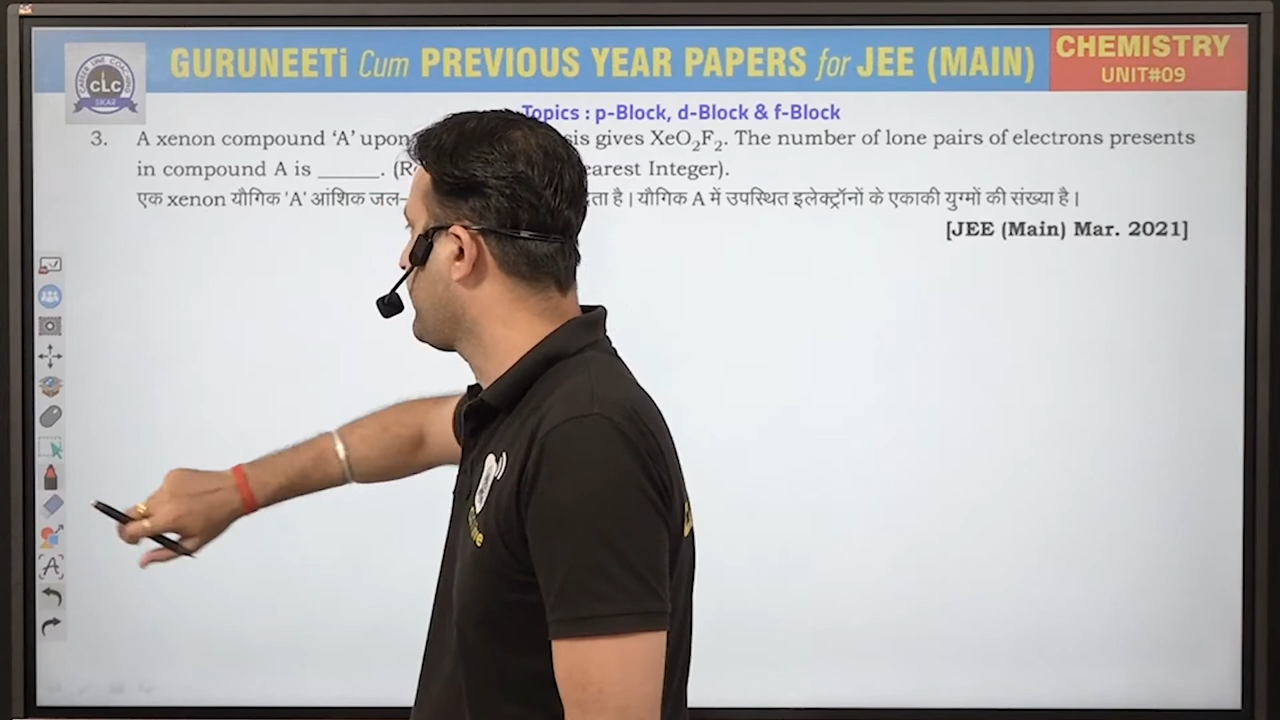 GURUNEETi Cum PREVIOUS YEAR PAPERS for JEE (MAIN)
CHEMISTRY
UNIT#09
CLC
SIKAR
Topics : p-Block, d-Block & f-Block
3. A xenon compound ‘A’ upon sis gives XeO₂F₂. The number of lone pairs of electrons presents
in compound A is _____. (R earest Integer).
एक xenon यौगिक 'A' आंशिक जल– ता है। यौगिक A में उपस्थित इलेक्ट्रॉनों के एकाकी युग्मों की संख्या है।
[JEE (Main) Mar. 2021]